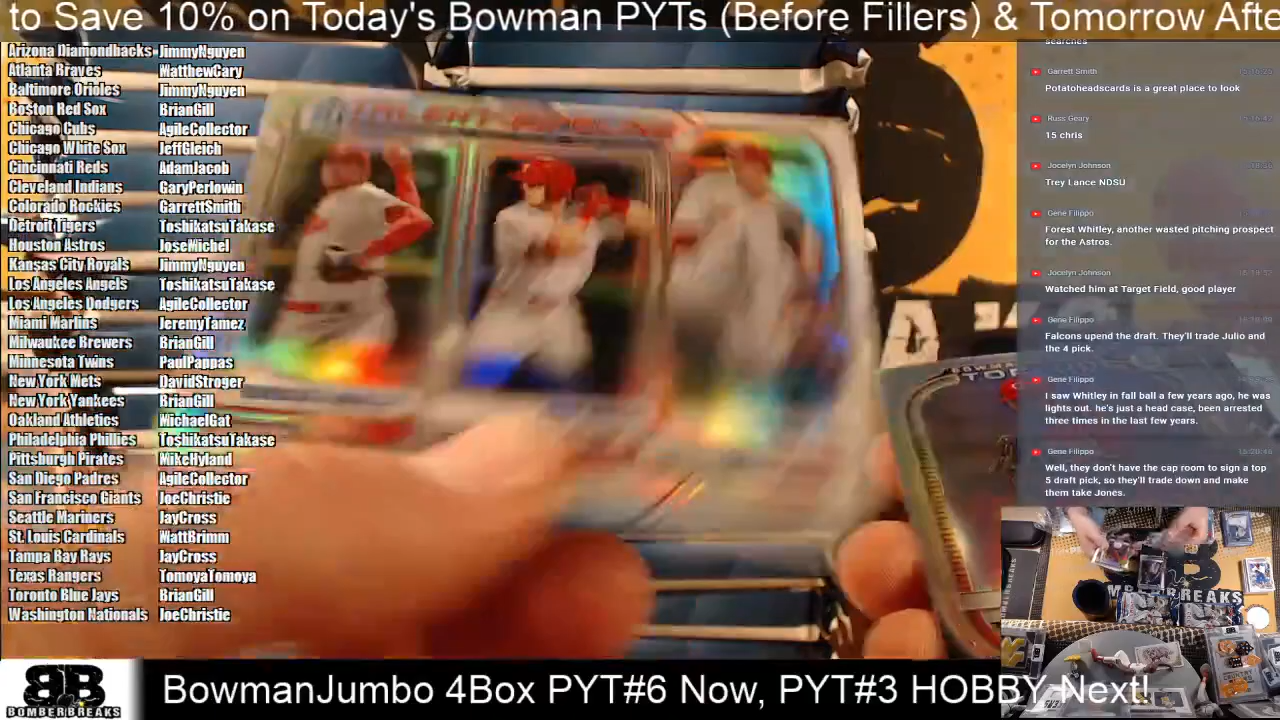 to Save 10% on Today's Bowman PYTs (Before Fillers) & Tomorrow Afte
Arizona Diamondbacks JimmyNguyen
Atlanta Braves MatthewCary
Baltimore Orioles JimmyNguyen
Boston Red Sox BrianGill
Chicago Cubs AgileCollector
Chicago White Sox JeffGleich
Cincinnati Reds AdamJacob
Cleveland Indians GaryPerlowin
Colorado Rockies GarrettSmith
Detroit Tigers ToshikatsuTakase
Houston Astros JoseMichel
Kansas City Royals JimmyNguyen
Los Angeles Angels ToshikatsuTakase
Los Angeles Dodgers AgileCollector
Miami Marlins JeremyTamez
Milwaukee Brewers BrianGill
Minnesota Twins PaulPappas
New York Mets DavidStroger
New York Yankees BrianGill
Oakland Athletics MichaelGat
Philadelphia Phillies ToshikatsuTakase
Pittsburgh Pirates MikeHyland
San Diego Padres AgileCollector
San Francisco Giants JoeChristie
Seattle Mariners JayCross
St. Louis Cardinals MattBrimm
Tampa Bay Rays JayCross
Texas Rangers TomoyaTomoya
Toronto Blue Jays BrianGill
Washington Nationals JoeChristie
searches
Garrett Smith
Potatoheadscards is a great place to look
Russ Geary
15 chris
Jocelyn Johnson
Trey Lance NDSU
Gene Filippo
Forest Whitley, another wasted pitching prospect
for the Astros.
Jocelyn Johnson
Watched him at Target Field, good player
Gene Filippo
Falcons upend the draft. They'll trade Julio and
the 4 pick.
Gene Filippo
I saw Whitley in fall ball a few years ago, he was
lights out. he's just a head case, been arrested
three times in the last few years.
Gene Filippo
Well, they don't have the cap room to sign a top
5 draft pick, so they'll trade down and make
them take Jones.
BB
BOMBERBREAKS
BowmanJumbo 4Box PYT#6 Now, PYT#3 HOBBY Next!